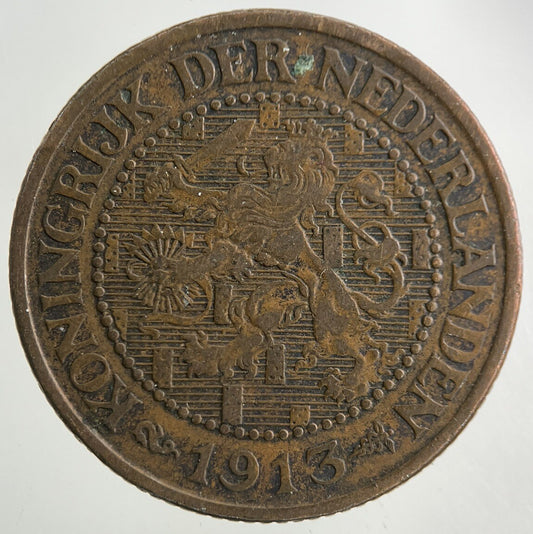 KONINGRIJK DER NEDERLANDEN
1913